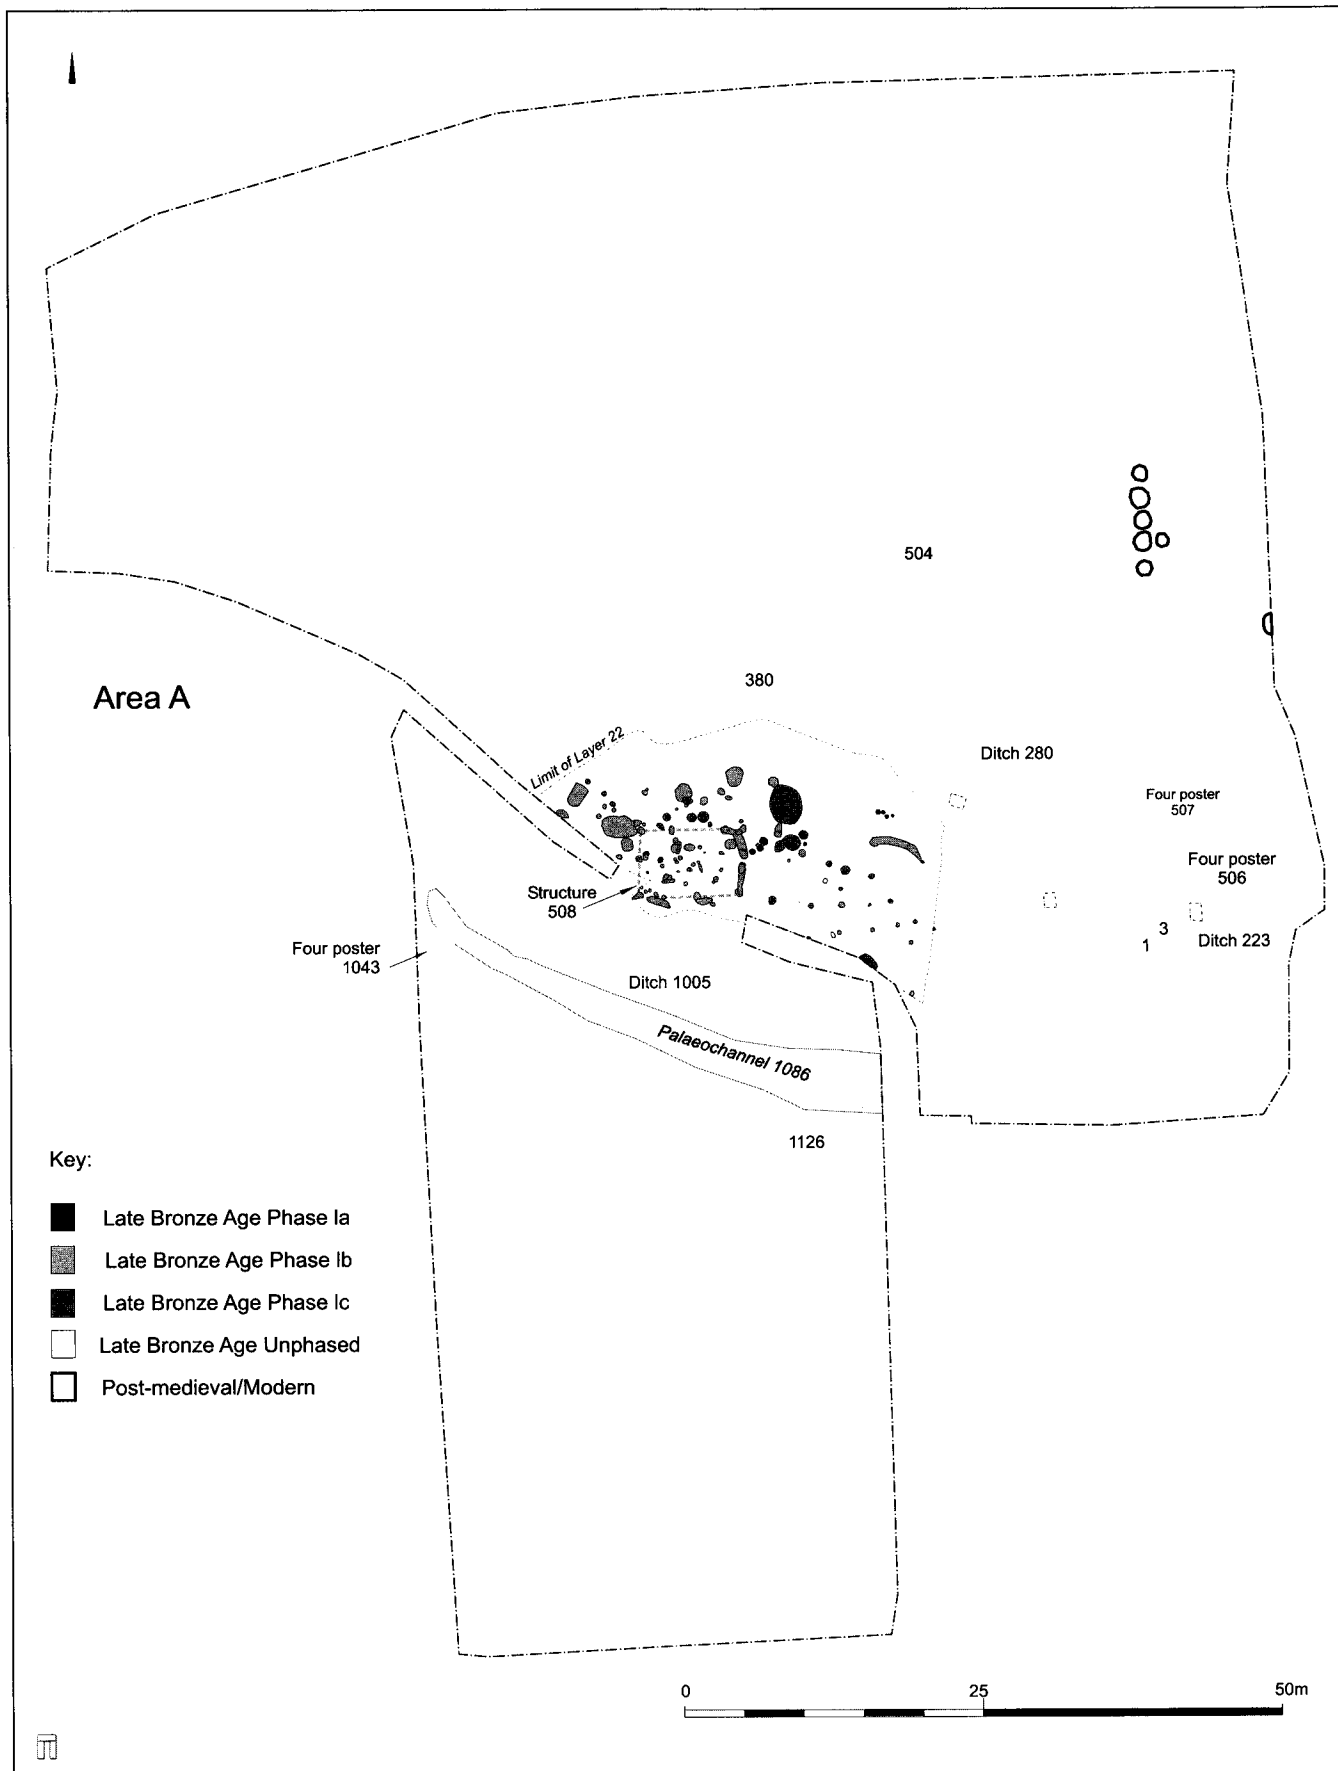 504
380
Area A
Limit of Layer 22
Ditch 280
Four poster
507
Four poster
506
Structure
508
3
1
Ditch 223
Four poster
1043
Ditch 1005
Palaeochannel 1086
1126
Key:
Late Bronze Age Phase Ia
Late Bronze Age Phase Ib
Late Bronze Age Phase Ic
Late Bronze Age Unphased
Post-medieval/Modern
0 25 50m